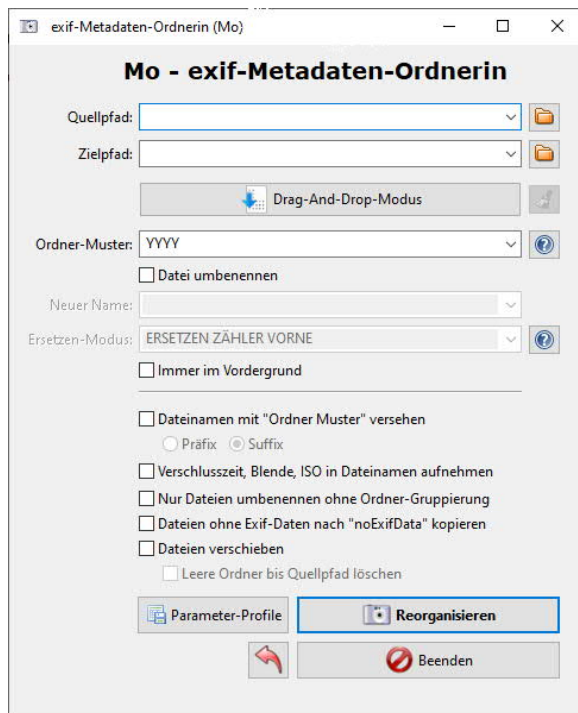 exif-Metadaten-Ordnerin (Mo)
Mo - exif-Metadaten-Ordnerin
Quellpfad:
Zielpfad:
Drag-And-Drop-Modus
Ordner-Muster: YYYY
Datei umbenennen
Neuer Name:
Ersetzen-Modus: ERSETZEN ZÄHLER VORNE
Immer im Vordergrund
Dateinamen mit "Ordner Muster" versehen
Präfix Suffix
Verschlusszeit, Blende, ISO in Dateinamen aufnehmen
Nur Dateien umbenennen ohne Ordner-Gruppierung
Dateien ohne Exif-Daten nach "noExifData" kopieren
Dateien verschieben
Leere Ordner bis Quellpfad löschen
Parameter-Profile Reorganisieren
Beenden